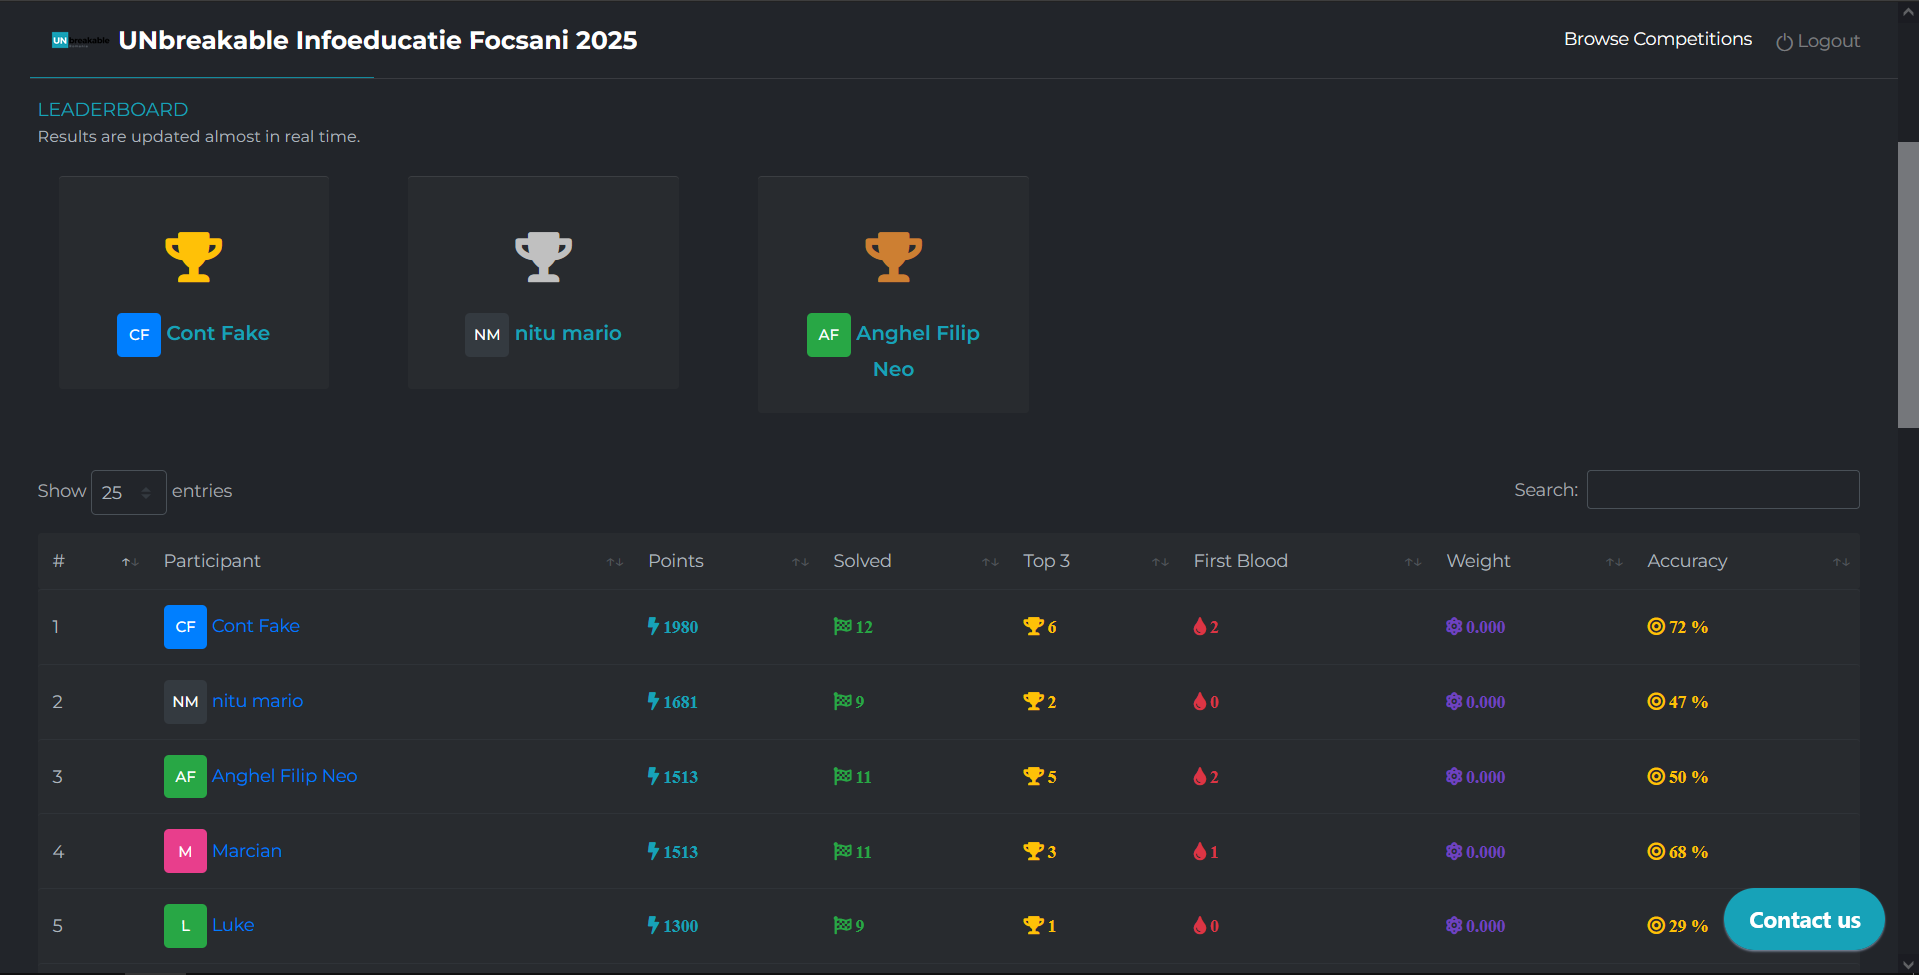 UNbreakable UNbreakable Infoeducatie Focsani 2025
Browse Competitions Logout
LEADERBOARD
Results are updated almost in real time.
CF Cont Fake
NM nitu mario
AF Anghel Filip
Neo
Show 25 entries
Search:
# Participant Points Solved Top 3 First Blood Weight Accuracy
1 CF Cont Fake 1980 12 6 2 0.000 72 %
2 NM nitu mario 1681 9 2 0 0.000 47 %
3 AF Anghel Filip Neo 1513 11 5 2 0.000 50 %
4 M Marcian 1513 11 3 1 0.000 68 %
5 L Luke 1300 9 1 0 0.000 29 %
Contact us